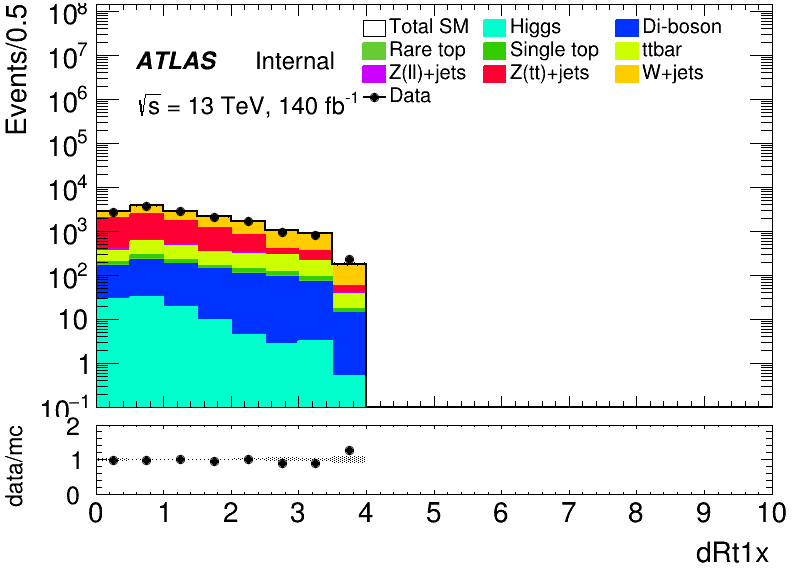 Events/0.5
10⁸
10⁷
10⁶
10⁵
10⁴
10³
10²
10
1
10⁻¹
ATLAS Internal
√s = 13 TeV, 140 fb⁻¹
Total SM Higgs Di-boson
Rare top Single top ttbar
Z(ll)+jets Z(tt)+jets W+jets
Data
data/mc
2
1
0
0 1 2 3 4 5 6 7 8 9 10
dRt1x